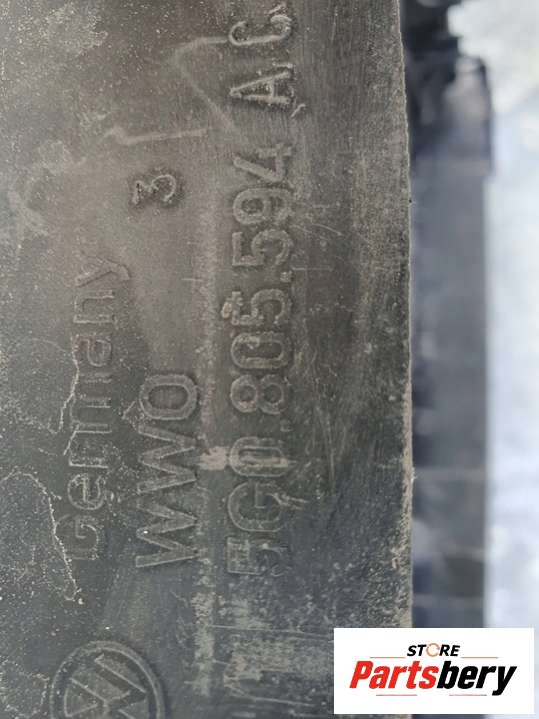 Germany
WWO 3
5G0.805.594 AC
STORE
Partsbery